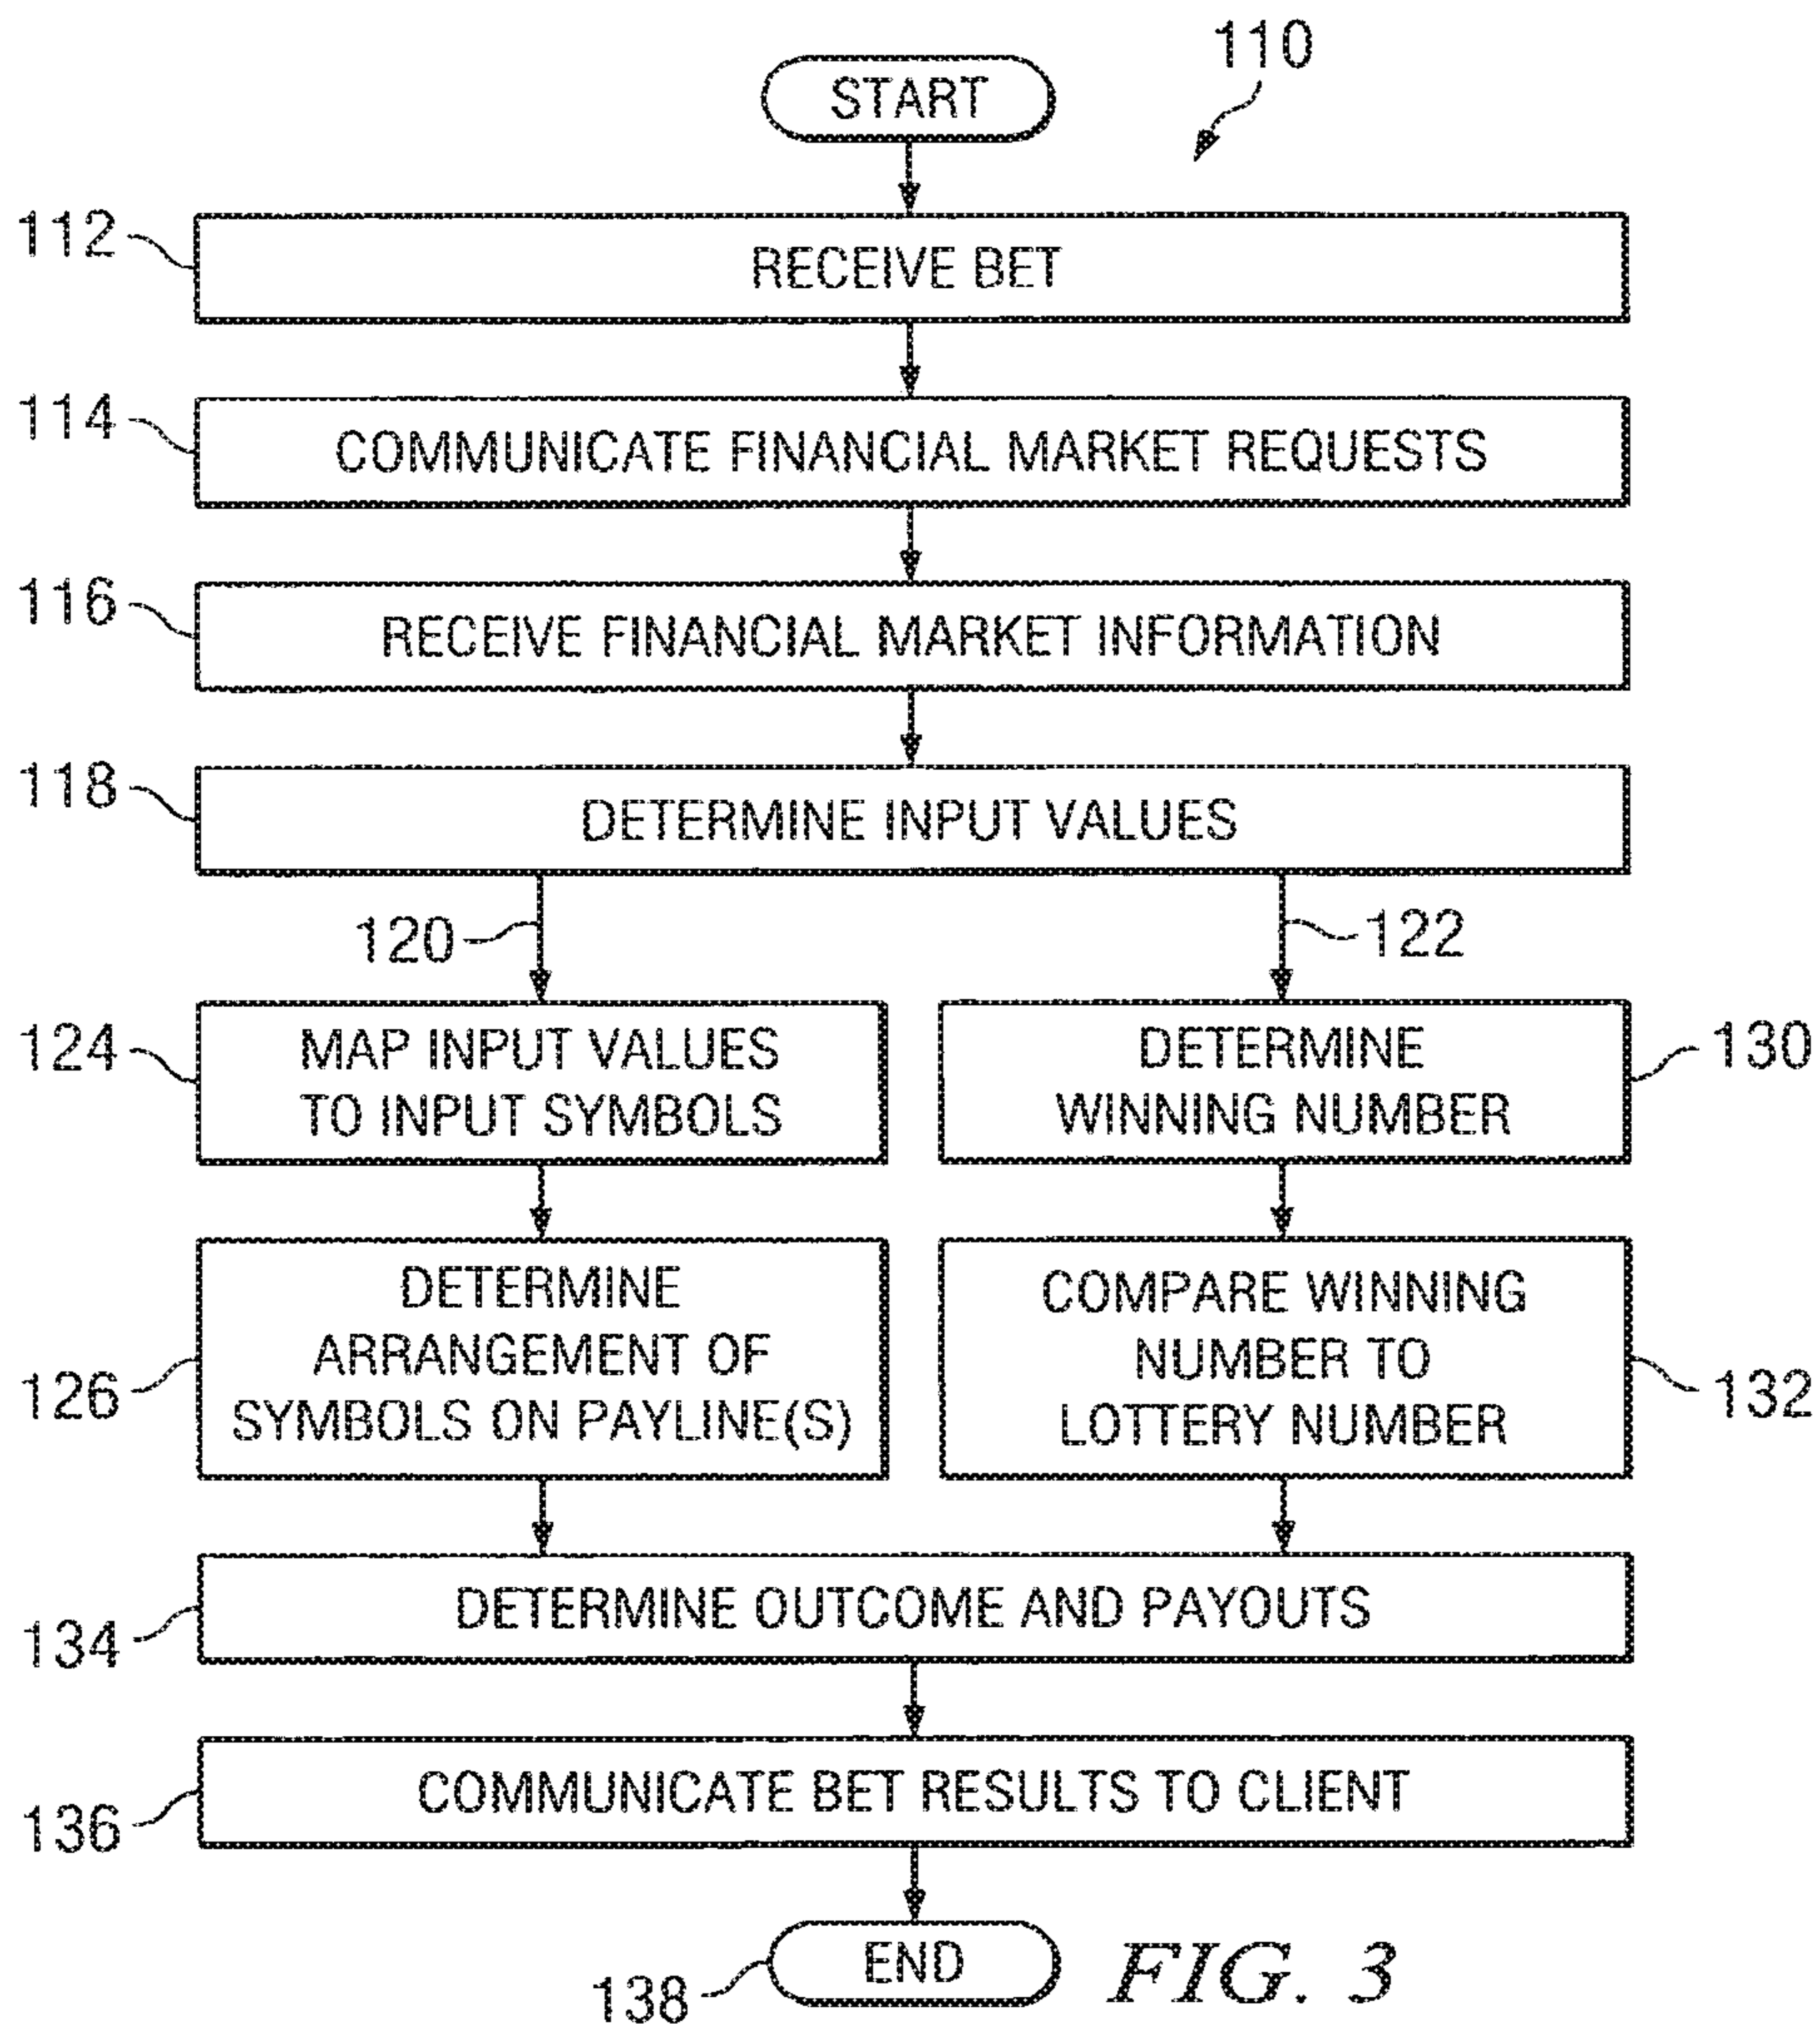 110
START
112
RECEIVE BET
114
COMMUNICATE FINANCIAL MARKET REQUESTS
116
RECEIVE FINANCIAL MARKET INFORMATION
118
DETERMINE INPUT VALUES
120
122
124
MAP INPUT VALUES
TO INPUT SYMBOLS
DETERMINE
WINNING NUMBER
130
126
DETERMINE
ARRANGEMENT OF
SYMBOLS ON PAYLINE(S)
COMPARE WINNING
NUMBER TO
LOTTERY NUMBER
132
134
DETERMINE OUTCOME AND PAYOUTS
136
COMMUNICATE BET RESULTS TO CLIENT
138
END
FIG. 3